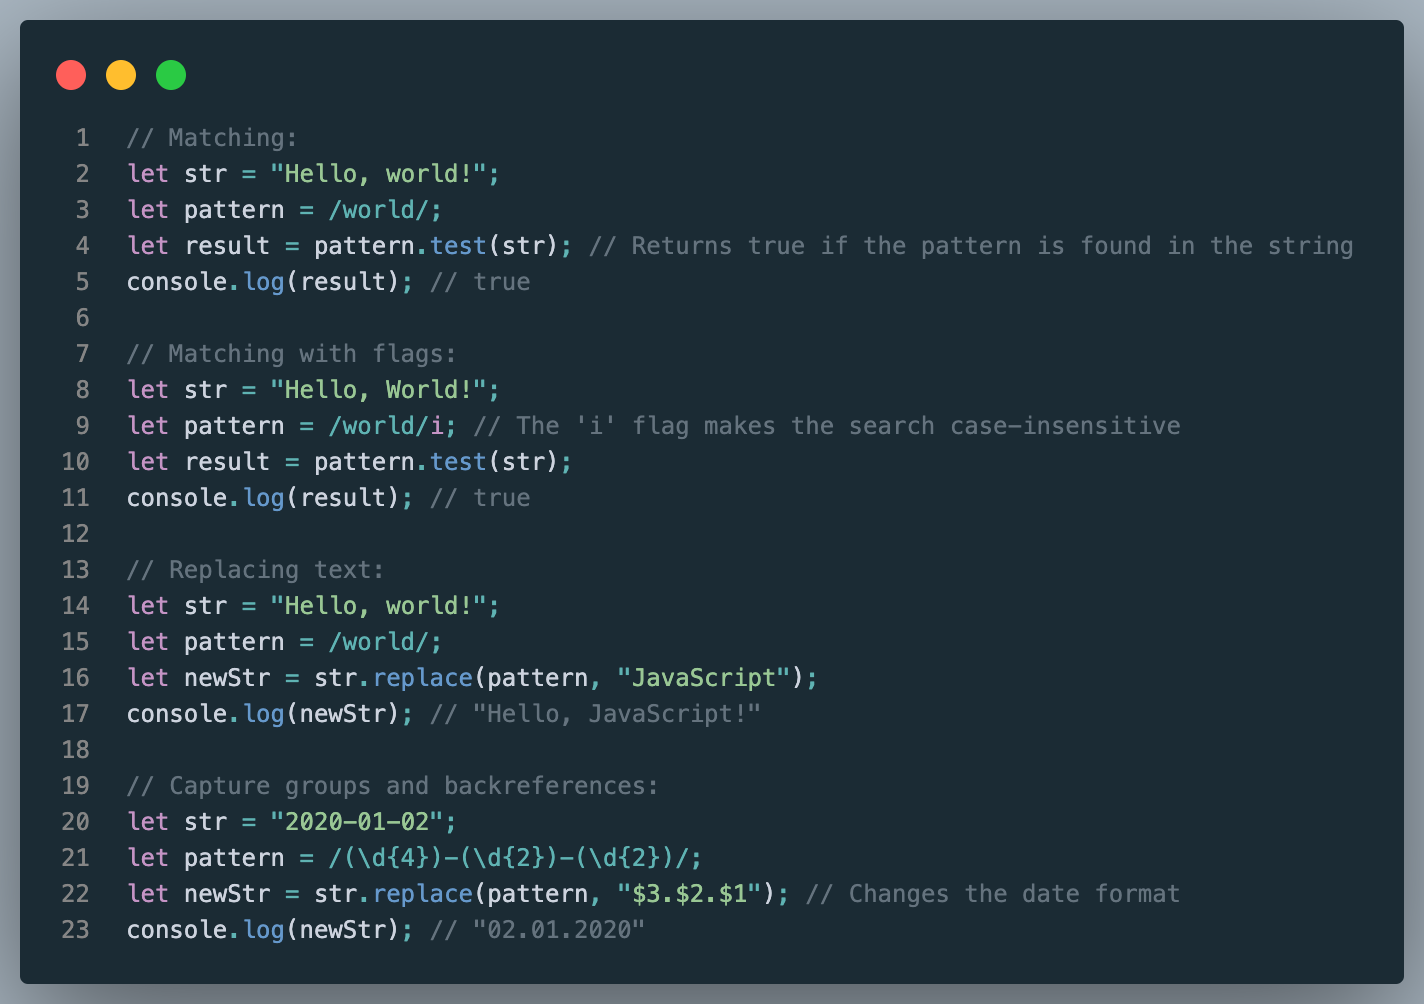 1 // Matching:
2 let str = "Hello, world!";
3 let pattern = /world/;
4 let result = pattern.test(str); // Returns true if the pattern is found in the string
5 console.log(result); // true
6
7 // Matching with flags:
8 let str = "Hello, World!";
9 let pattern = /world/i; // The 'i' flag makes the search case-insensitive
10 let result = pattern.test(str);
11 console.log(result); // true
12
13 // Replacing text:
14 let str = "Hello, world!";
15 let pattern = /world/;
16 let newStr = str.replace(pattern, "JavaScript");
17 console.log(newStr); // "Hello, JavaScript!"
18
19 // Capture groups and backreferences:
20 let str = "2020-01-02";
21 let pattern = /(\d{4})-(\d{2})-(\d{2})/;
22 let newStr = str.replace(pattern, "$3.$2.$1"); // Changes the date format
23 console.log(newStr); // "02.01.2020"